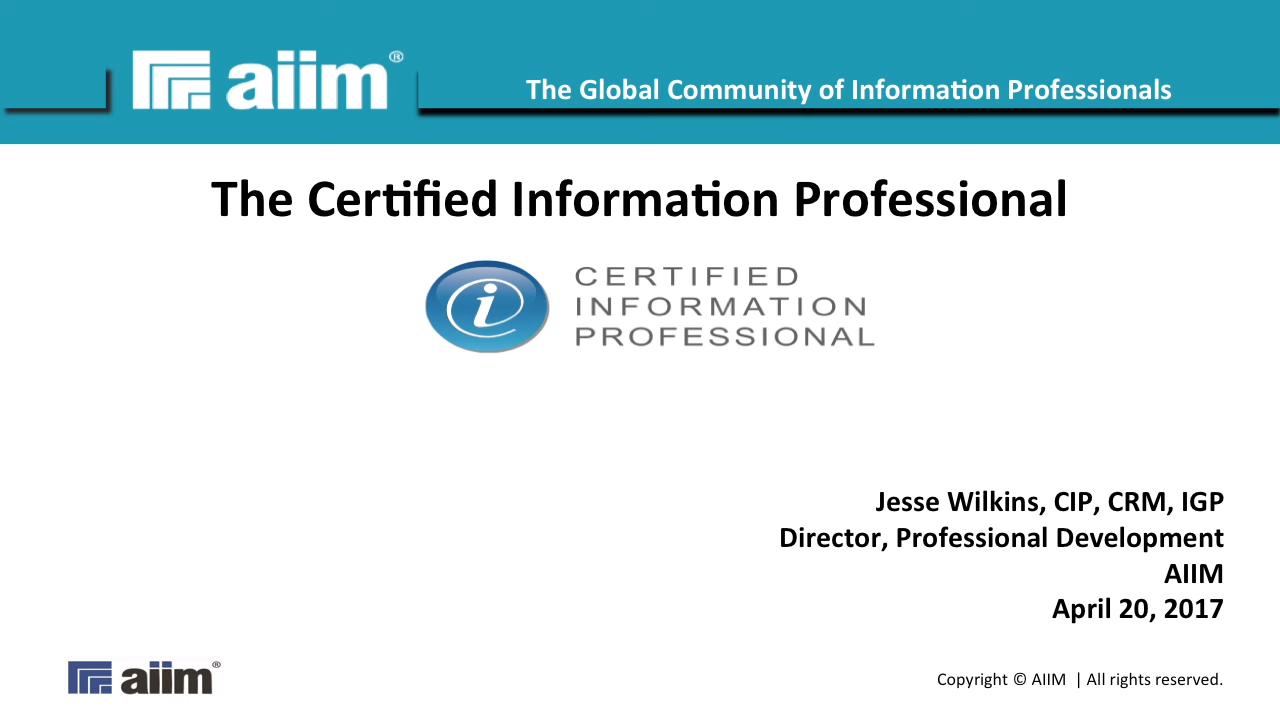 aiim®
The Global Community of Information Professionals
The Certified Information Professional
i
CERTIFIED
INFORMATION
PROFESSIONAL
Jesse Wilkins, CIP, CRM, IGP
Director, Professional Development
AIIM
April 20, 2017
aiim®
Copyright © AIIM | All rights reserved.